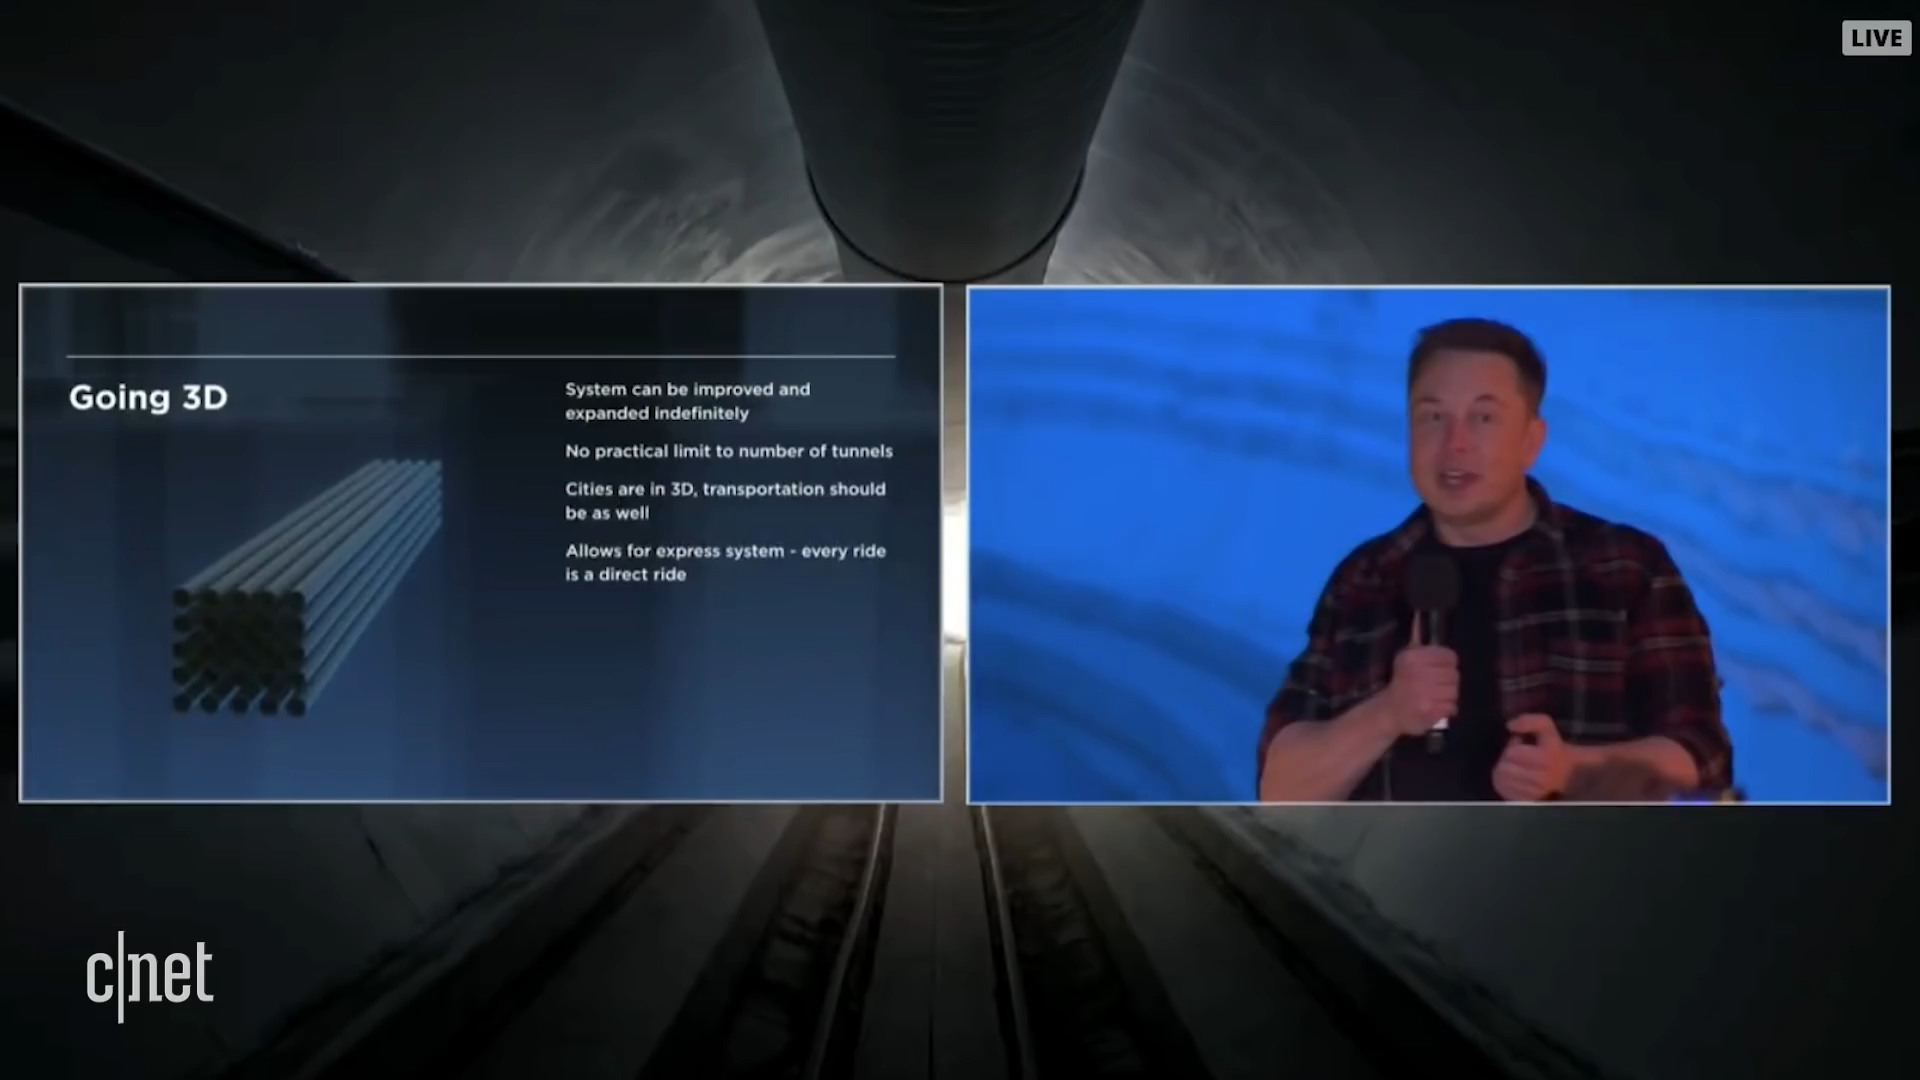 LIVE
Going 3D
System can be improved and
expanded indefinitely
No practical limit to number of tunnels
Cities are in 3D, transportation should
be as well
Allows for express system - every ride
is a direct ride
c|net